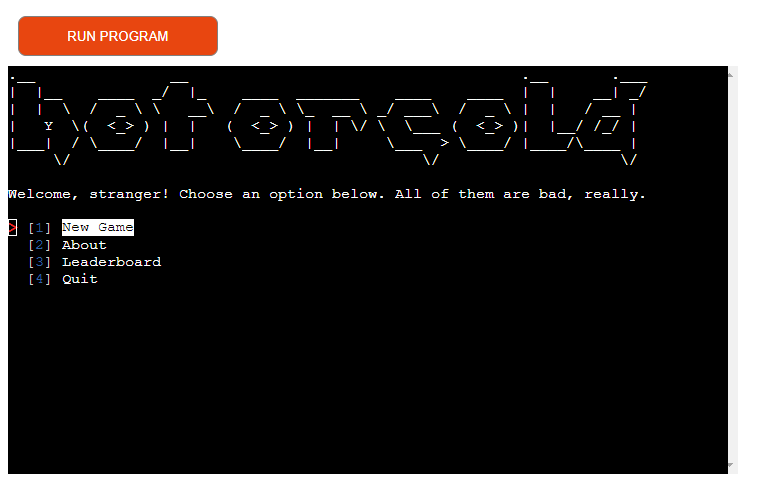 RUN PROGRAM
hotorcold
Welcome, stranger! Choose an option below. All of them are bad, really.
> [1] New Game
[2] About
[3] Leaderboard
[4] Quit